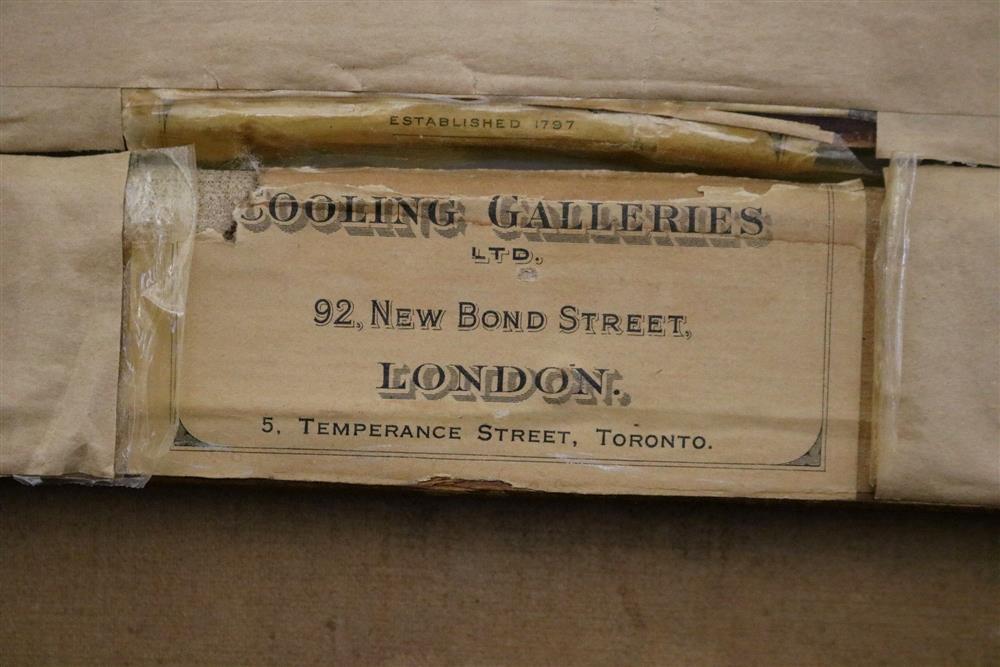 ESTABLISHED 1797
COOLING GALLERIES
LTD.
92, NEW BOND STREET,
LONDON.
5, TEMPERANCE STREET, TORONTO.